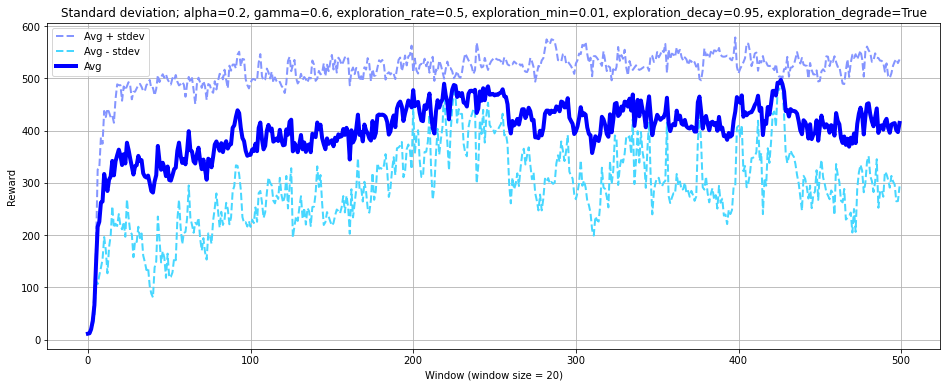 Standard deviation; alpha=0.2, gamma=0.6, exploration_rate=0.5, exploration_min=0.01, exploration_decay=0.95, exploration_degrade=True
Avg + stdev
Avg - stdev
Avg
600
500
400
300
200
100
0
Reward
0 100 200 300 400 500
Window (window size = 20)